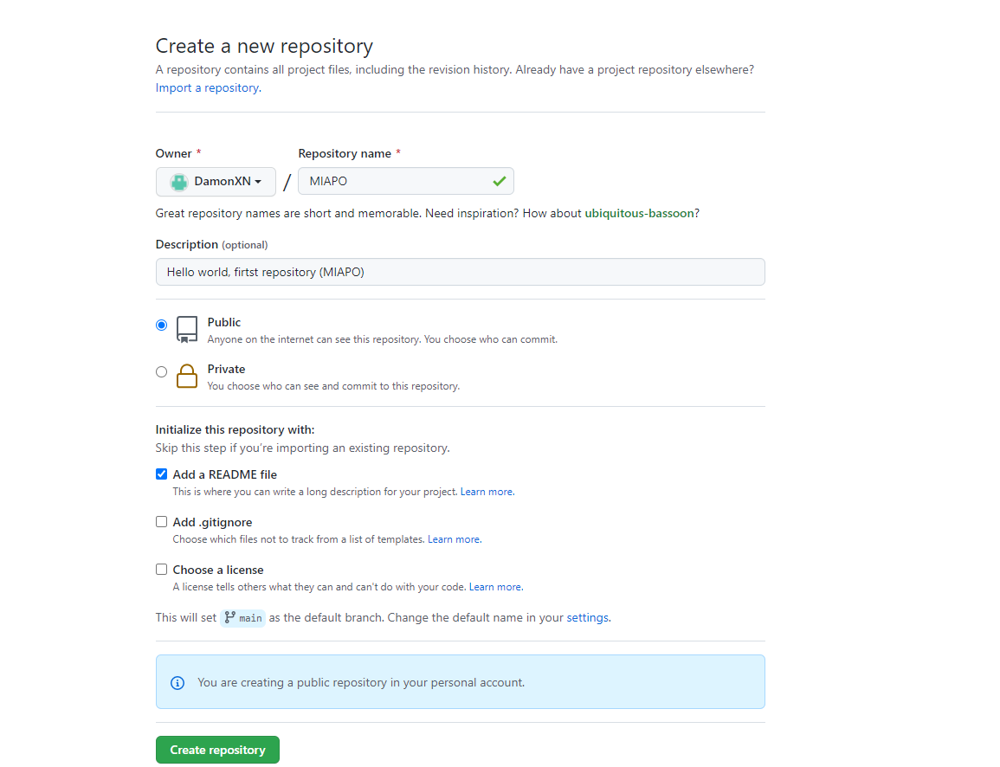 Create a new repository
A repository contains all project files, including the revision history. Already have a project repository elsewhere?
Import a repository.
Owner * Repository name *
DamonXN / MIAPO
Great repository names are short and memorable. Need inspiration? How about ubiquitous-bassoon?
Description (optional)
Hello world, firtst repository (MIAPO)
Public
Anyone on the internet can see this repository. You choose who can commit.
Private
You choose who can see and commit to this repository.
Initialize this repository with:
Skip this step if you're importing an existing repository.
Add a README file
This is where you can write a long description for your project. Learn more.
Add .gitignore
Choose which files not to track from a list of templates. Learn more.
Choose a license
A license tells others what they can and can't do with your code. Learn more.
This will set main as the default branch. Change the default name in your settings.
You are creating a public repository in your personal account.
Create repository